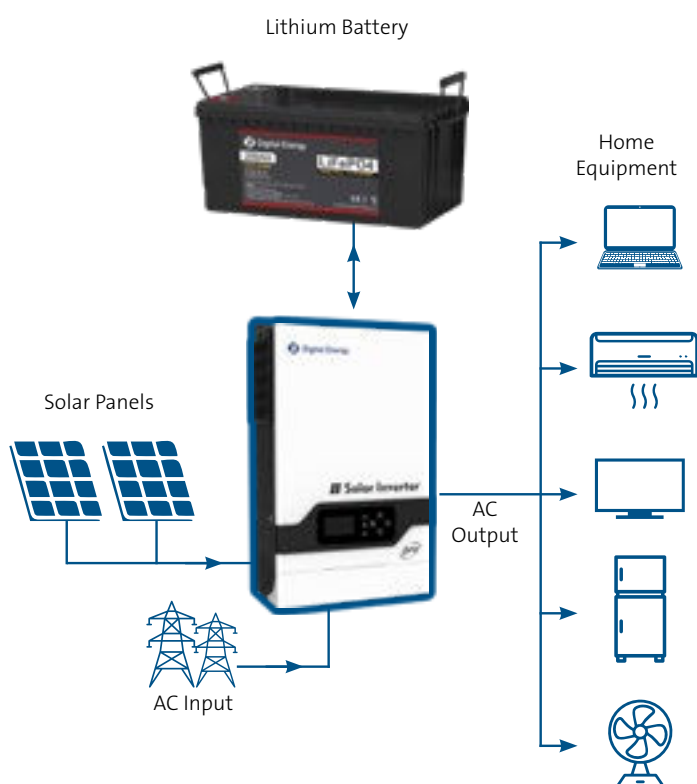 Lithium Battery
Digital Energy
LiFePO4
Home
Equipment
Digital Energy
Solar Panels
Solar Inverter
AC
Output
AC Input